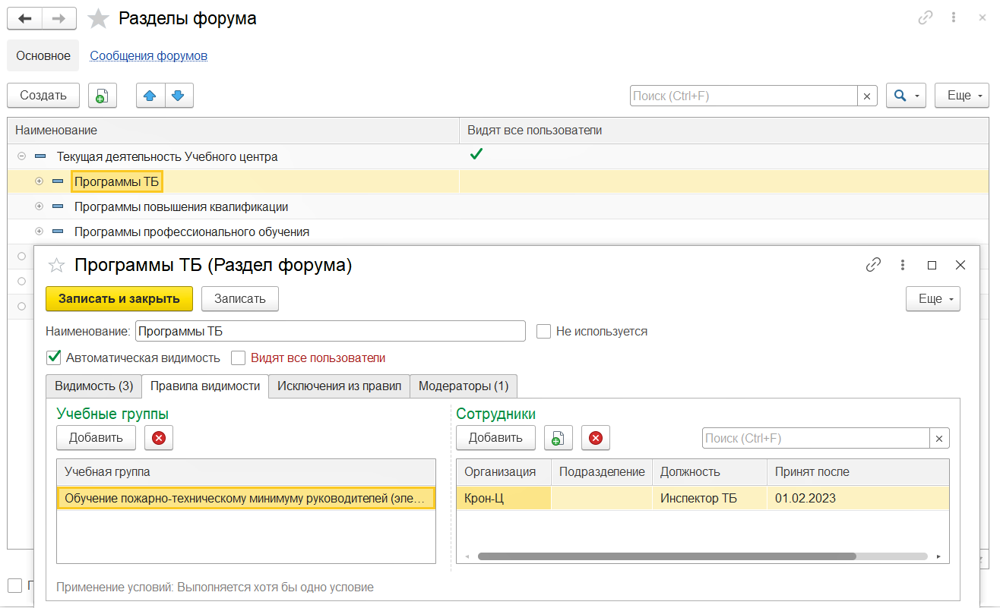 Разделы форума
Основное Сообщения форумов
Создать Поиск (Ctrl+F) Еще
Наименование Видят все пользователи
Текущая деятельность Учебного центра
Программы ТБ
Программы повышения квалификации
Программы профессионального обучения
Программы ТБ (Раздел форума)
Записать и закрыть Записать Еще
Наименование: Программы ТБ Не используется
Автоматическая видимость Видят все пользователи
Видимость (3) Правила видимости Исключения из правил Модераторы (1)
Учебные группы Сотрудники
Добавить Добавить Поиск (Ctrl+F)
Учебная группа Организация Подразделение Должность Принят после
Обучение пожарно-техническому минимуму руководителей (эле... Крон-Ц Инспектор ТБ 01.02.2023
Применение условий: Выполняется хотя бы одно условие